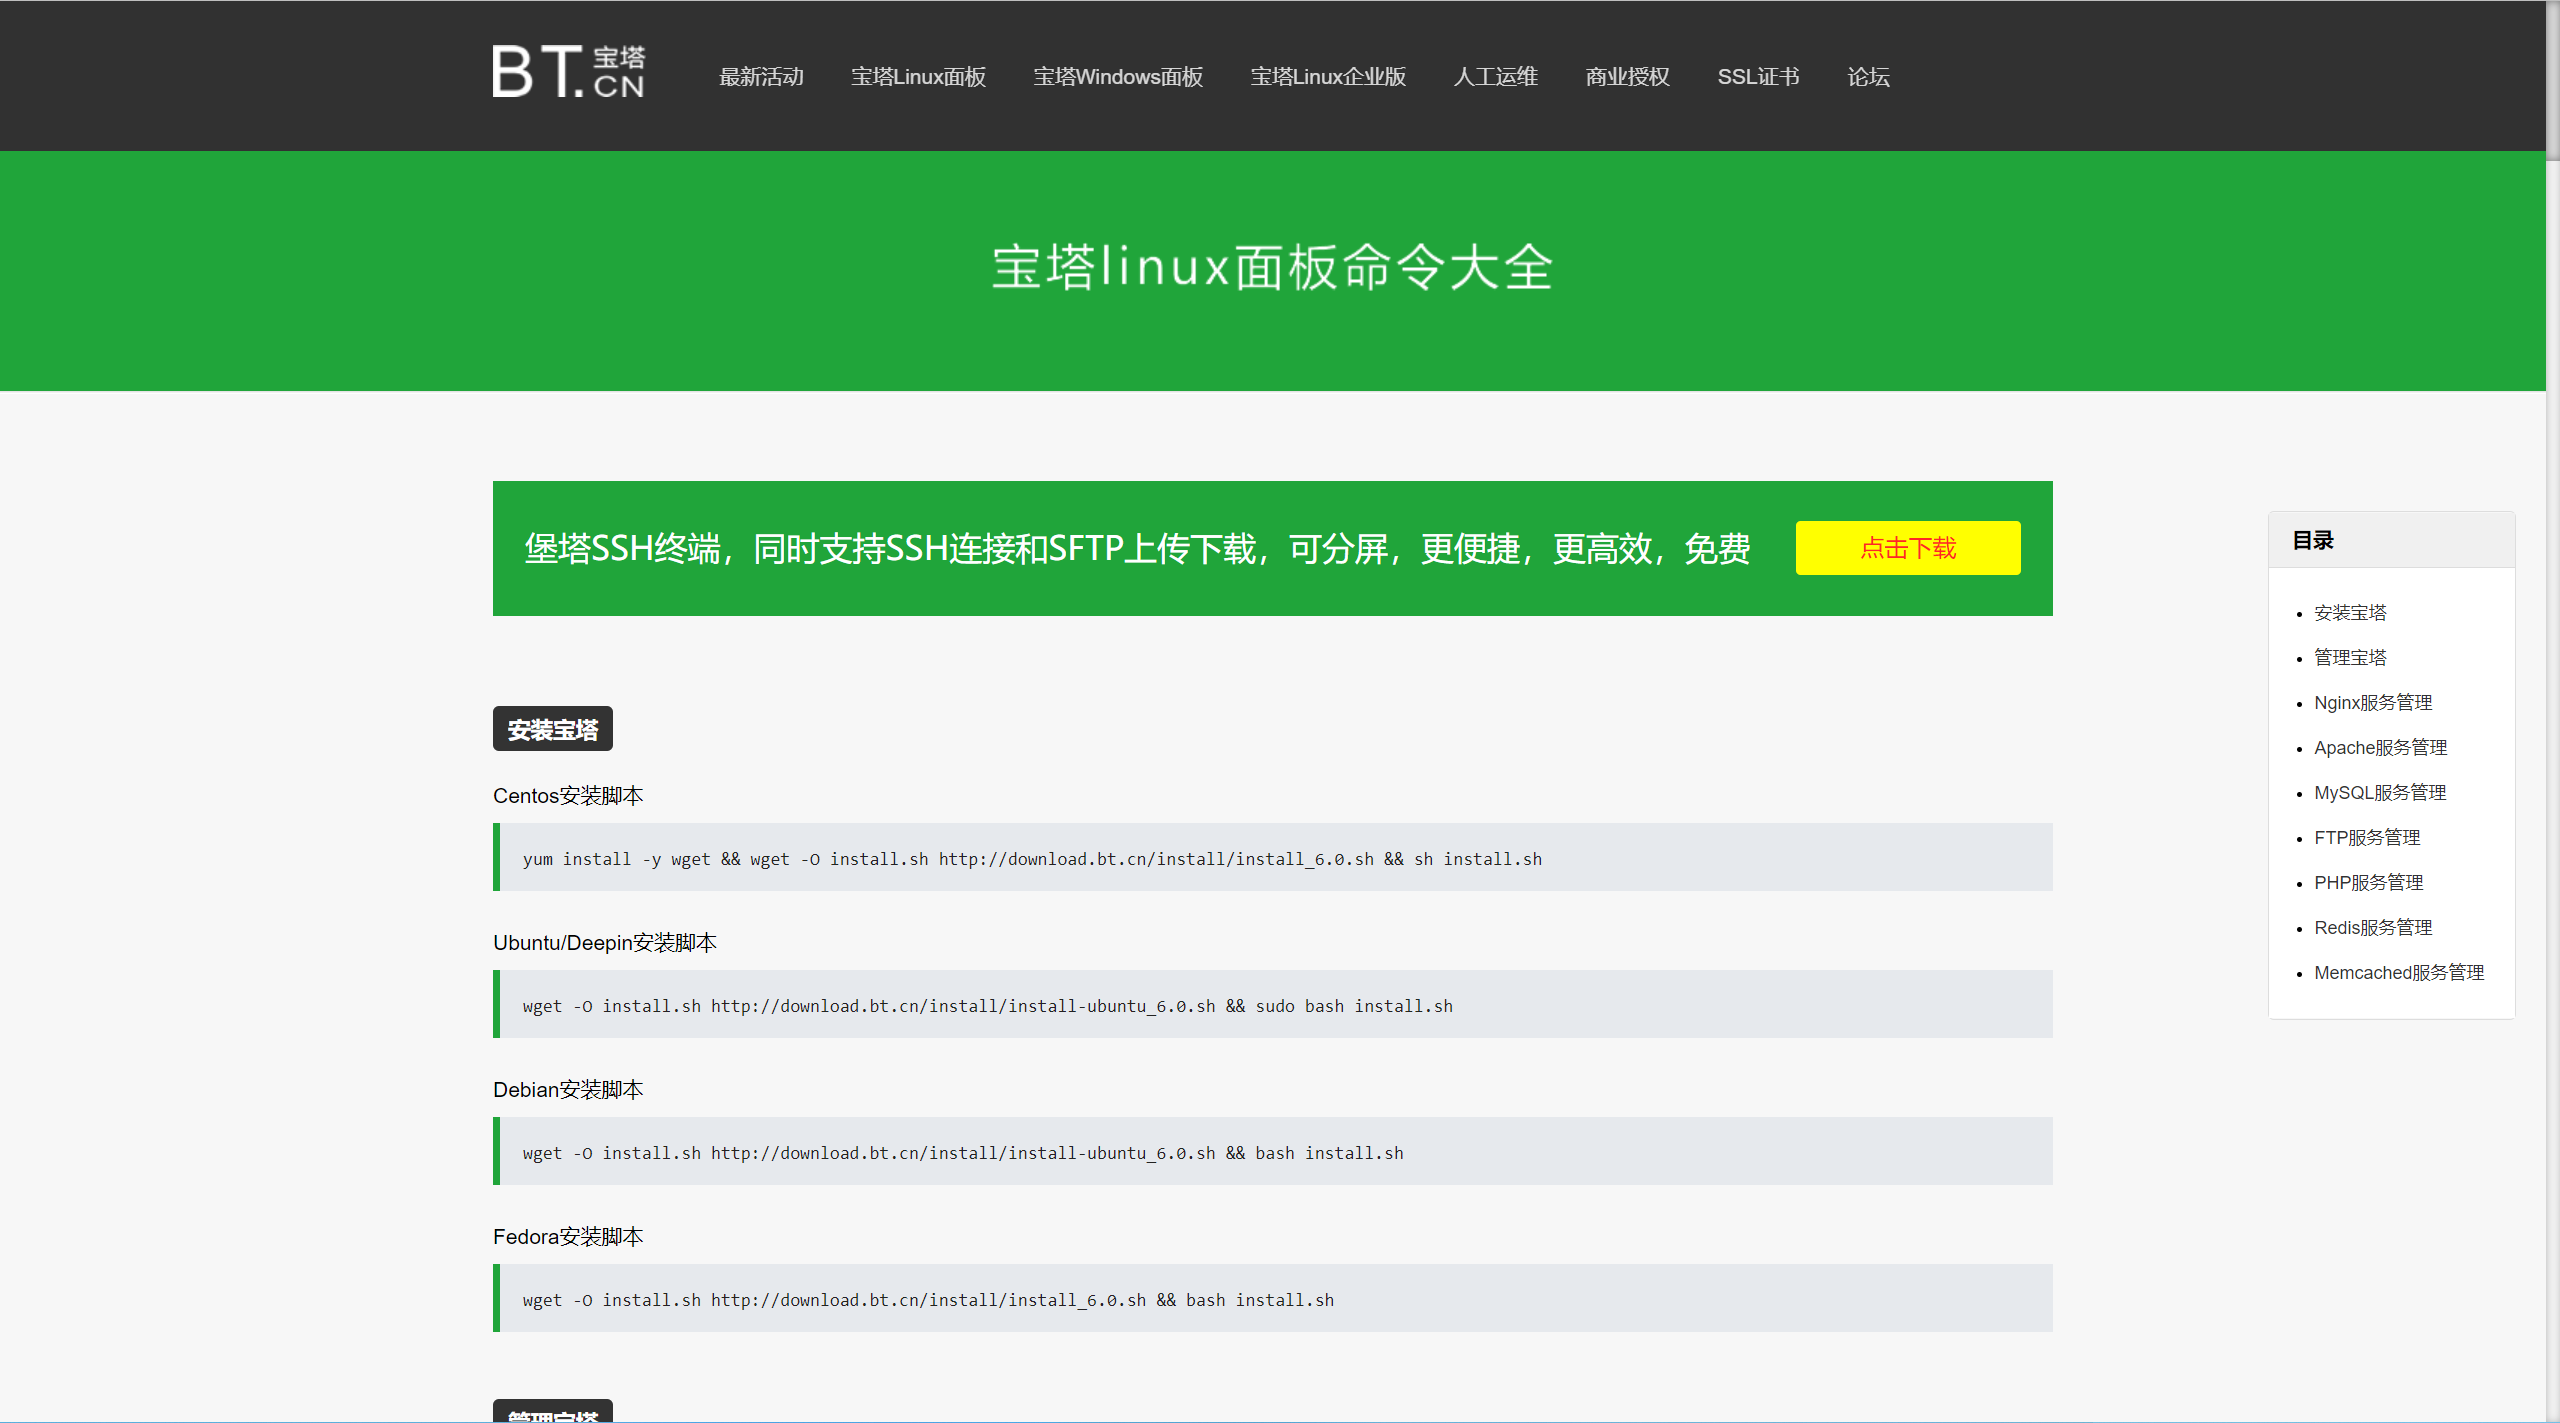 BT.宝塔.CN
最新活动 宝塔Linux面板 宝塔Windows面板 宝塔Linux企业版 人工运维 商业授权 SSL证书 论坛
宝塔linux面板命令大全
堡塔SSH终端，同时支持SSH连接和SFTP上传下载，可分屏，更便捷，更高效，免费 点击下载
安装宝塔
Centos安装脚本
yum install -y wget && wget -O install.sh http://download.bt.cn/install/install_6.0.sh && sh install.sh
Ubuntu/Deepin安装脚本
wget -O install.sh http://download.bt.cn/install/install-ubuntu_6.0.sh && sudo bash install.sh
Debian安装脚本
wget -O install.sh http://download.bt.cn/install/install-ubuntu_6.0.sh && bash install.sh
Fedora安装脚本
wget -O install.sh http://download.bt.cn/install/install_6.0.sh && bash install.sh
管理宝塔
目录
安装宝塔
管理宝塔
Nginx服务管理
Apache服务管理
MySQL服务管理
FTP服务管理
PHP服务管理
Redis服务管理
Memcached服务管理